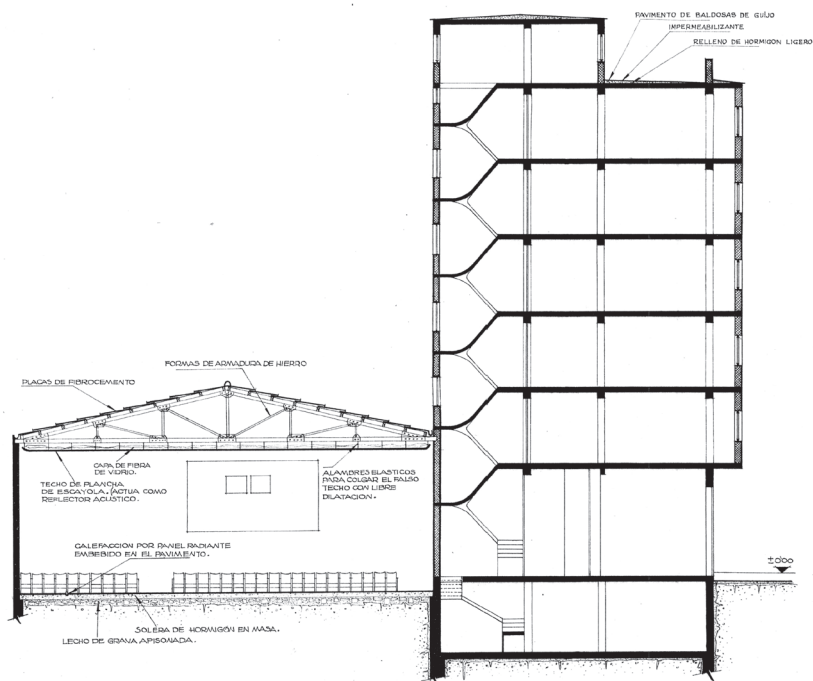 PAVIMENTO DE BALDOSAS DE GUIJO
IMPERMEABILIZANTE
RELLENO DE HORMIGON LIGERO
FORMAS DE ARMADURA DE HIERRO
PLACAS DE FIBROCEMENTO
CAPA DE FIBRA
DE VIDRIO.
TECHO DE PLANCHA
DE ESCAYOLA. (ACTUA COMO
REFLECTOR ACUSTICO.
ALAMBRES ELASTICOS
PARA COLGAR EL FALSO
TECHO CON LIBRE
DILATACION.
CALEFACCION POR PANEL RADIANTE
EMBEBIDO EN EL PAVIMENTO.
±0'00
SOLERA DE HORMIGÓN EN MASA.
LECHO DE GRAVA APISONADA.